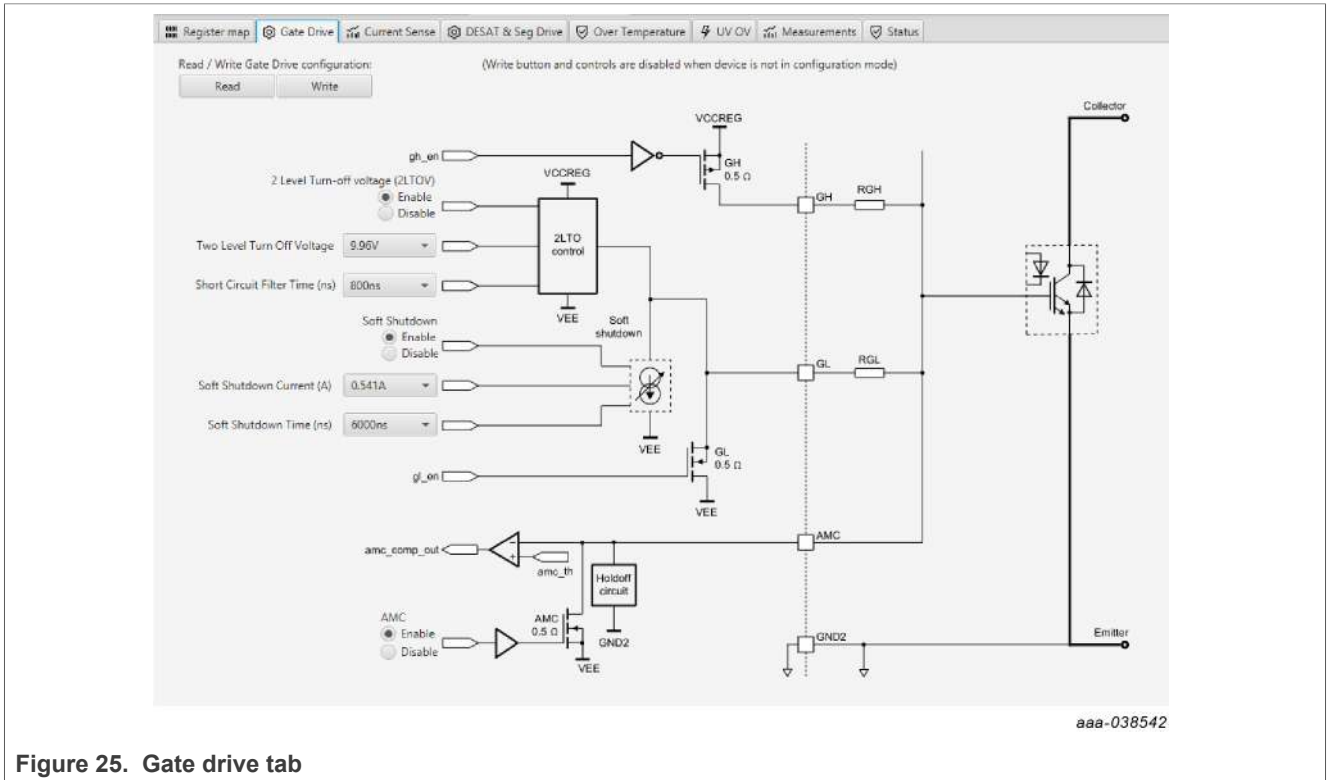 Register map Gate Drive Current Sense DESAT & Seg Drive Over Temperature UV OV Measurements Status
Read / Write Gate Drive configuration:
(Write button and controls are disabled when device is not in configuration mode)
Read Write
Collector
VCCREG
gh_en
GH
0.5 Ω
2 Level Turn-off voltage (2LTOV)
Enable
Disable
VCCREG
GH RGH
Two Level Turn Off Voltage 9.96V
2LTO
control
Short Circuit Filter Time (ns) 800ns
VEE
Soft Shutdown
Enable
Disable
Soft
shutdown
GL RGL
Soft Shutdown Current (A) 0.541A
Soft Shutdown Time (ns) 6000ns
VEE
GL
0.5 Ω
gl_en
VEE
AMC
amc_comp_out
−
+
amc_th
Holdoff
circuit
AMC
Enable
Disable
AMC
0.5 Ω
GND2
VEE
GND2
Emitter
aaa-038542
Figure 25. Gate drive tab